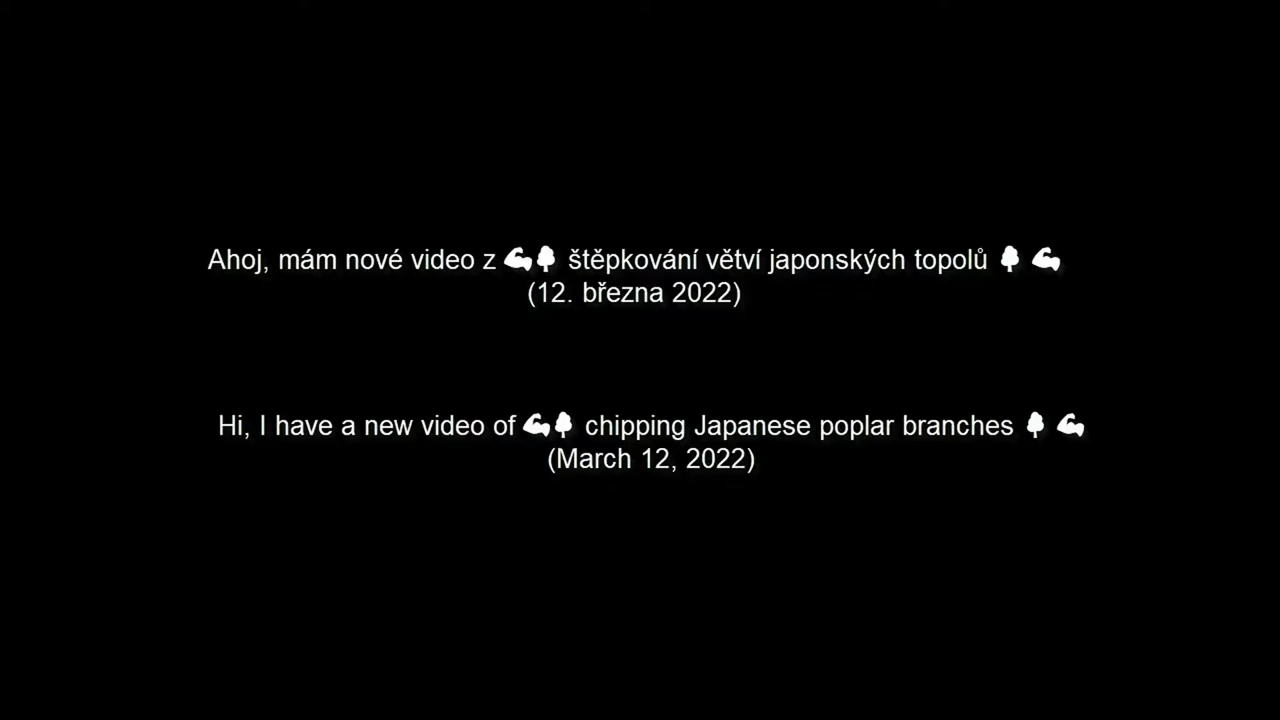 Ahoj, mám nové video z 💪🌳 štěpkování větví japonských topolů 🌳 💪
(12. března 2022)
Hi, I have a new video of 💪🌳 chipping Japanese poplar branches 🌳 💪
(March 12, 2022)